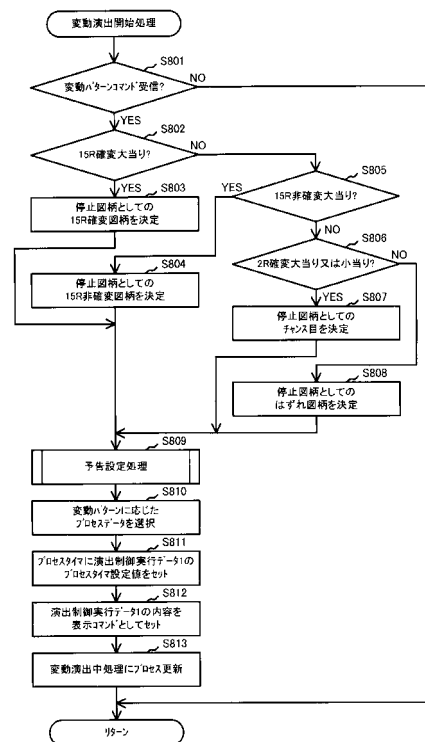 変動演出開始処理
S801
変動パターンコマンド受信?
NO
YES
S802
15R確変大当り?
NO
YES
S803
停止図柄としての
15R確変図柄を決定
S805
15R非確変大当り?
YES
NO
S804
停止図柄としての
15R非確変図柄を決定
S806
2R確変大当り又は小当り?
NO
YES
S807
停止図柄としての
チャンス目を決定
S808
停止図柄としての
はずれ図柄を決定
S809
予告設定処理
S810
変動パターンに応じた
プロセスデータを選択
S811
プロセスタイマに演出制御実行データ1の
プロセスタイマ設定値をセット
S812
演出制御実行データ1の内容を
表示コマンドとしてセット
S813
変動演出中処理にプロセス更新
リターン